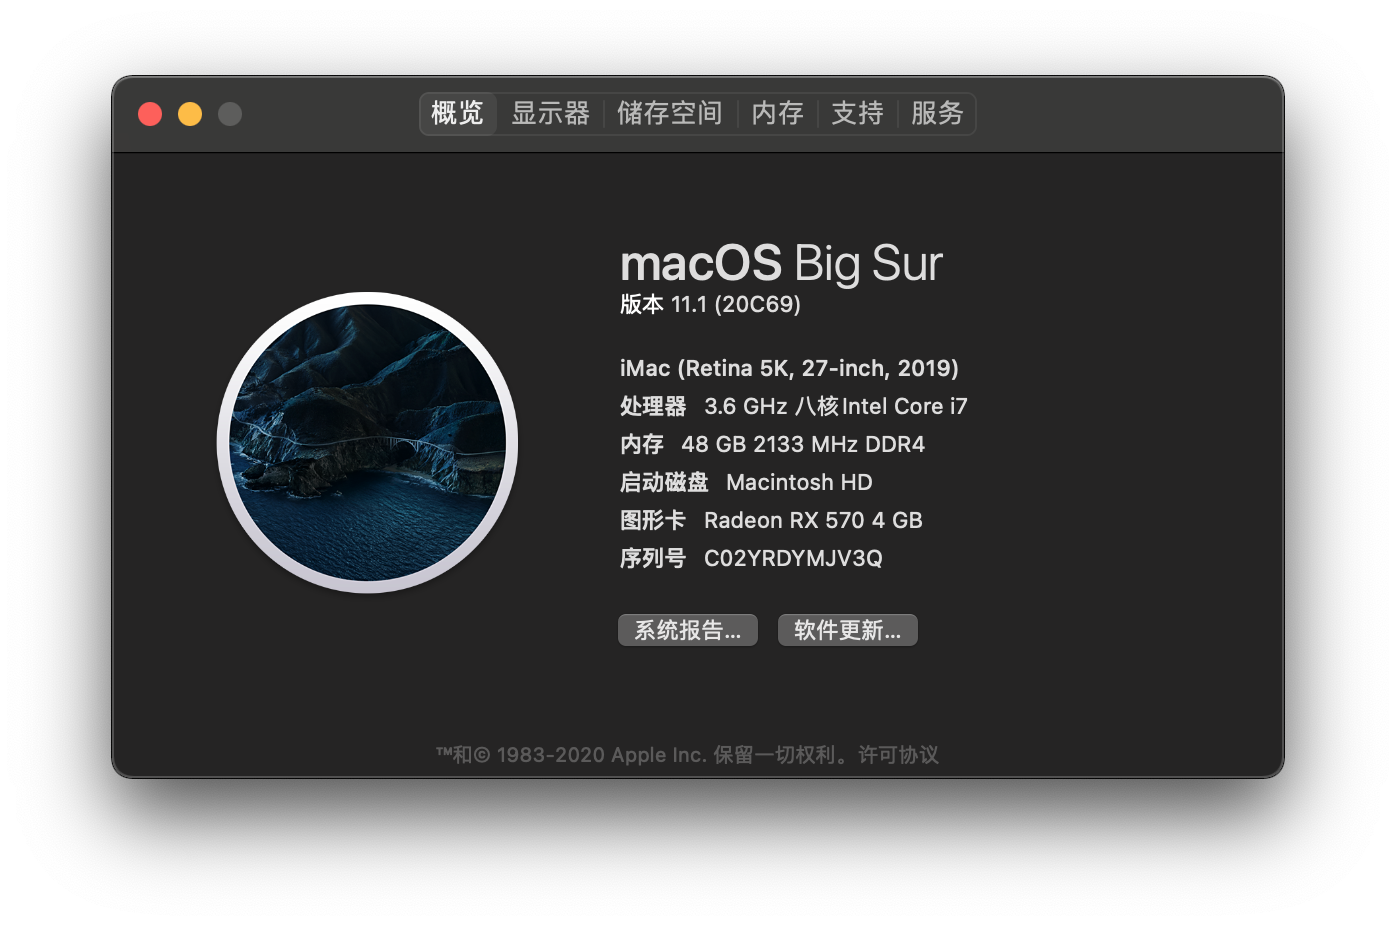 概览 显示器 储存空间 内存 支持 服务
macOS Big Sur
版本 11.1 (20C69)
iMac (Retina 5K, 27-inch, 2019)
处理器 3.6 GHz 八核Intel Core i7
内存 48 GB 2133 MHz DDR4
启动磁盘 Macintosh HD
图形卡 Radeon RX 570 4 GB
序列号 C02YRDYMJV3Q
系统报告... 软件更新...
™和© 1983-2020 Apple Inc. 保留一切权利。许可协议